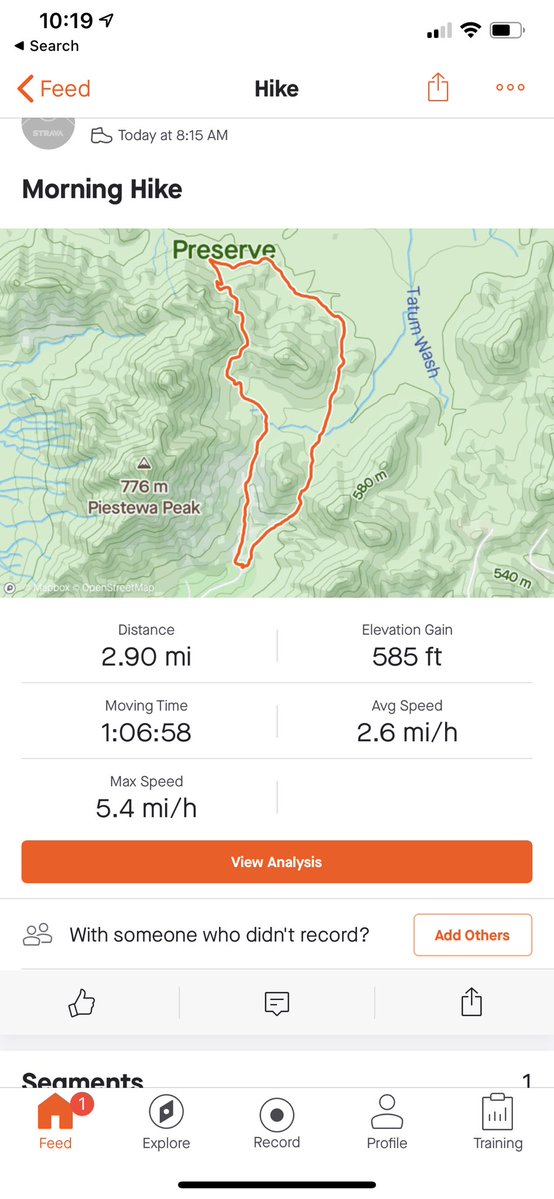 10:19
Search
Feed
Hike
STRAVA
Today at 8:15 AM
Morning Hike
Preserve
Tatum Wash
776 m
Piestewa Peak
580 m
540 m
© Mapbox © OpenStreetMap
Distance
Elevation Gain
2.90 mi
585 ft
Moving Time
Avg Speed
1:06:58
2.6 mi/h
Max Speed
5.4 mi/h
View Analysis
With someone who didn't record?
Add Others
Segments
1
1
Feed
Explore
Record
Profile
Training